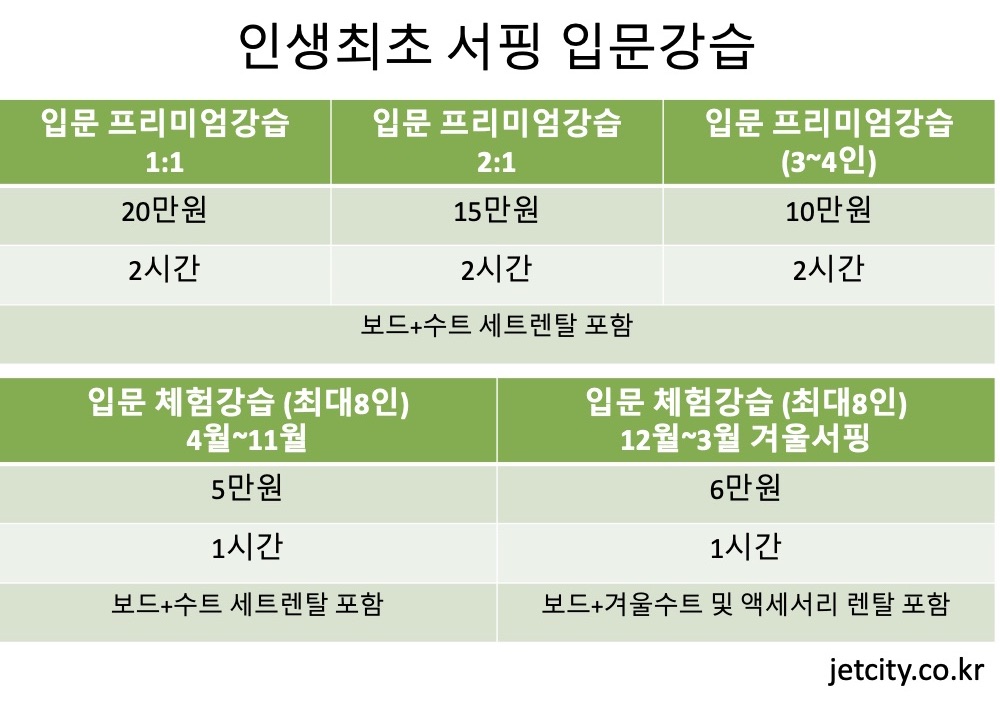 인생최초 서핑 입문강습
입문 프리미엄강습
1:1
입문 프리미엄강습
2:1
입문 프리미엄강습
(3~4인)
20만원
15만원
10만원
2시간
2시간
2시간
보드+수트 세트렌탈 포함
입문 체험강습 (최대8인)
4월~11월
입문 체험강습 (최대8인)
12월~3월 겨울서핑
5만원
6만원
1시간
1시간
보드+수트 세트렌탈 포함
보드+겨울수트 및 액세서리 렌탈 포함
jetcity.co.kr